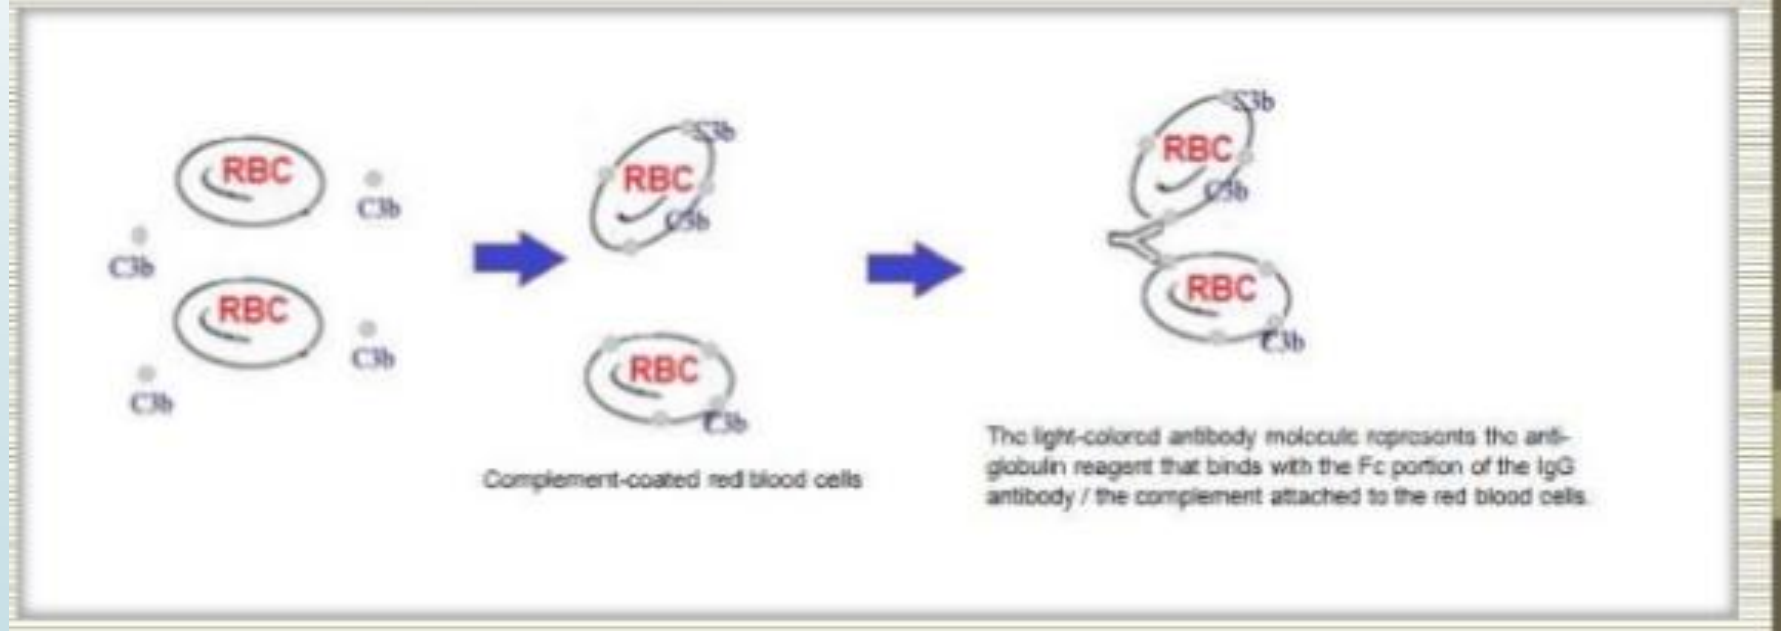 RBC
C3b
C3b
RBC
C3b
C3b
C3b
RBC
C3b
RBC
C3b
Complement-coated red blood cells
C3b
RBC
C3b
RBC
C3b
The light-colored antibody molecule represents the anti-
globulin reagent that binds with the Fc portion of the IgG
antibody / the complement attached to the red blood cells.